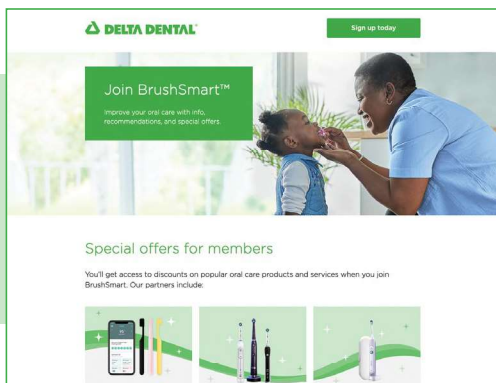 DELTA DENTAL®
Sign up today
Join BrushSmart™
Improve your oral care with info,
recommendations, and special offers.
Special offers for members
You'll get access to discounts on popular oral care products and services when you join
BrushSmart. Our partners include: